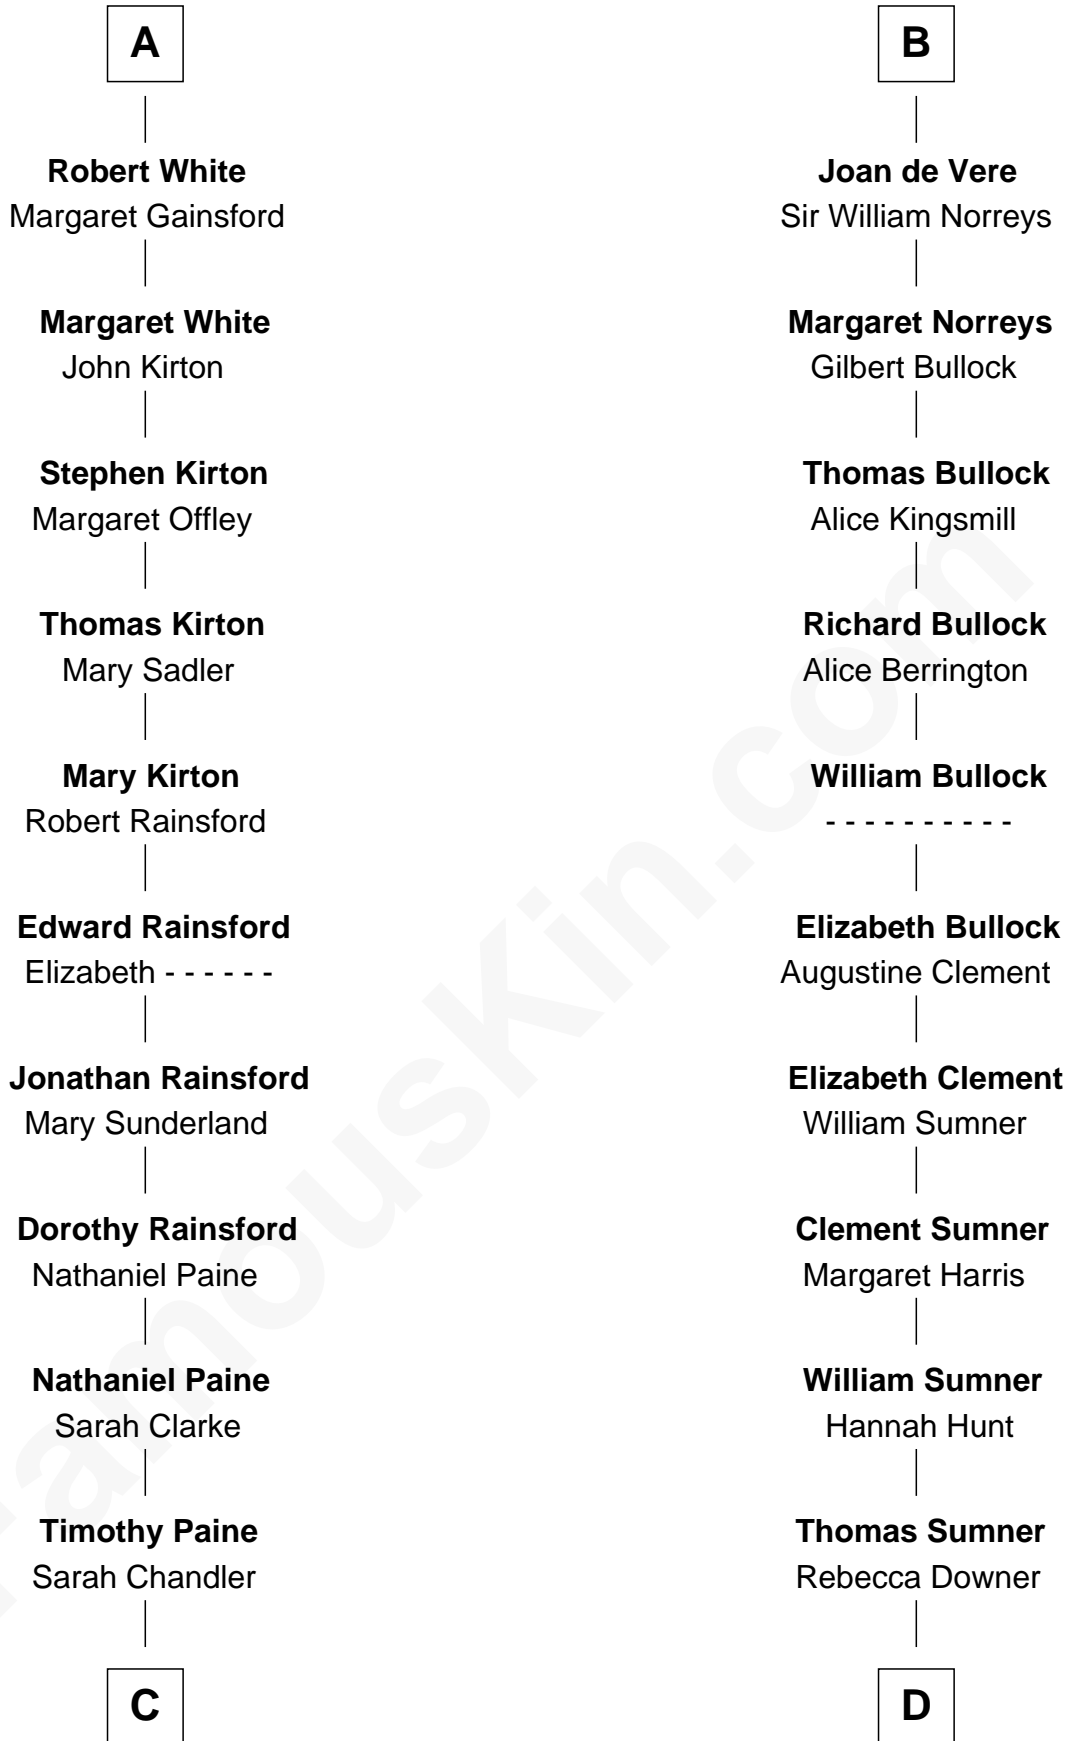 A
Robert White
Margaret Gainsford
Margaret White
John Kirton
Stephen Kirton
Margaret Offley
Thomas Kirton
Mary Sadler
Mary Kirton
Robert Rainsford
Edward Rainsford
Elizabeth - - - - - -
Jonathan Rainsford
Mary Sunderland
Dorothy Rainsford
Nathaniel Paine
Nathaniel Paine
Sarah Clarke
Timothy Paine
Sarah Chandler
C
B
Joan de Vere
Sir William Norreys
Margaret Norreys
Gilbert Bullock
Thomas Bullock
Alice Kingsmill
Richard Bullock
Alice Berrington
William Bullock
- - - - - - - - - -
Elizabeth Bullock
Augustine Clement
Elizabeth Clement
William Sumner
Clement Sumner
Margaret Harris
William Sumner
Hannah Hunt
Thomas Sumner
Rebecca Downer
D
FamousKin.com